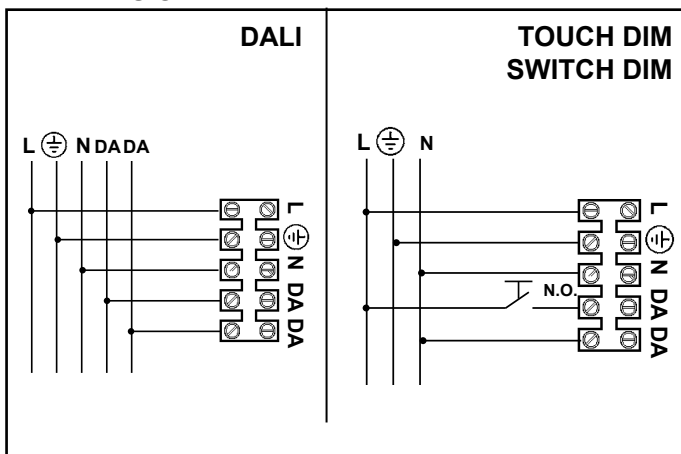 DALI
L N DA DA
L
N
DA
DA
TOUCH DIM
SWITCH DIM
L N
N.O.
L
N
DA
DA